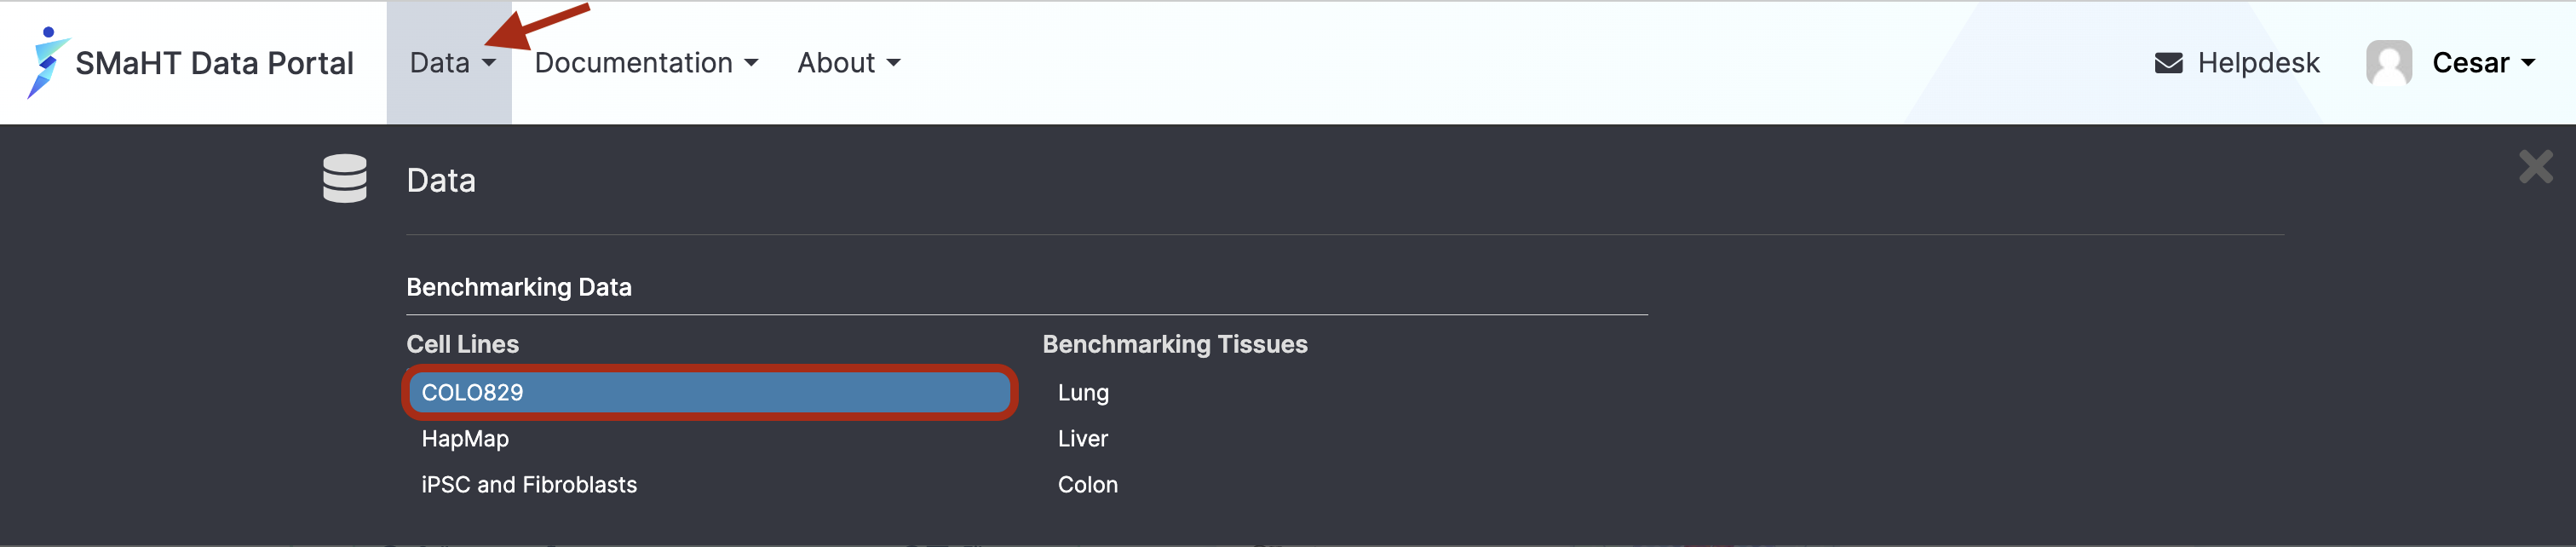 SMaHT Data Portal Data Documentation About Helpdesk Cesar
Data
Benchmarking Data
Cell Lines
COLO829
HapMap
iPSC and Fibroblasts
Benchmarking Tissues
Lung
Liver
Colon